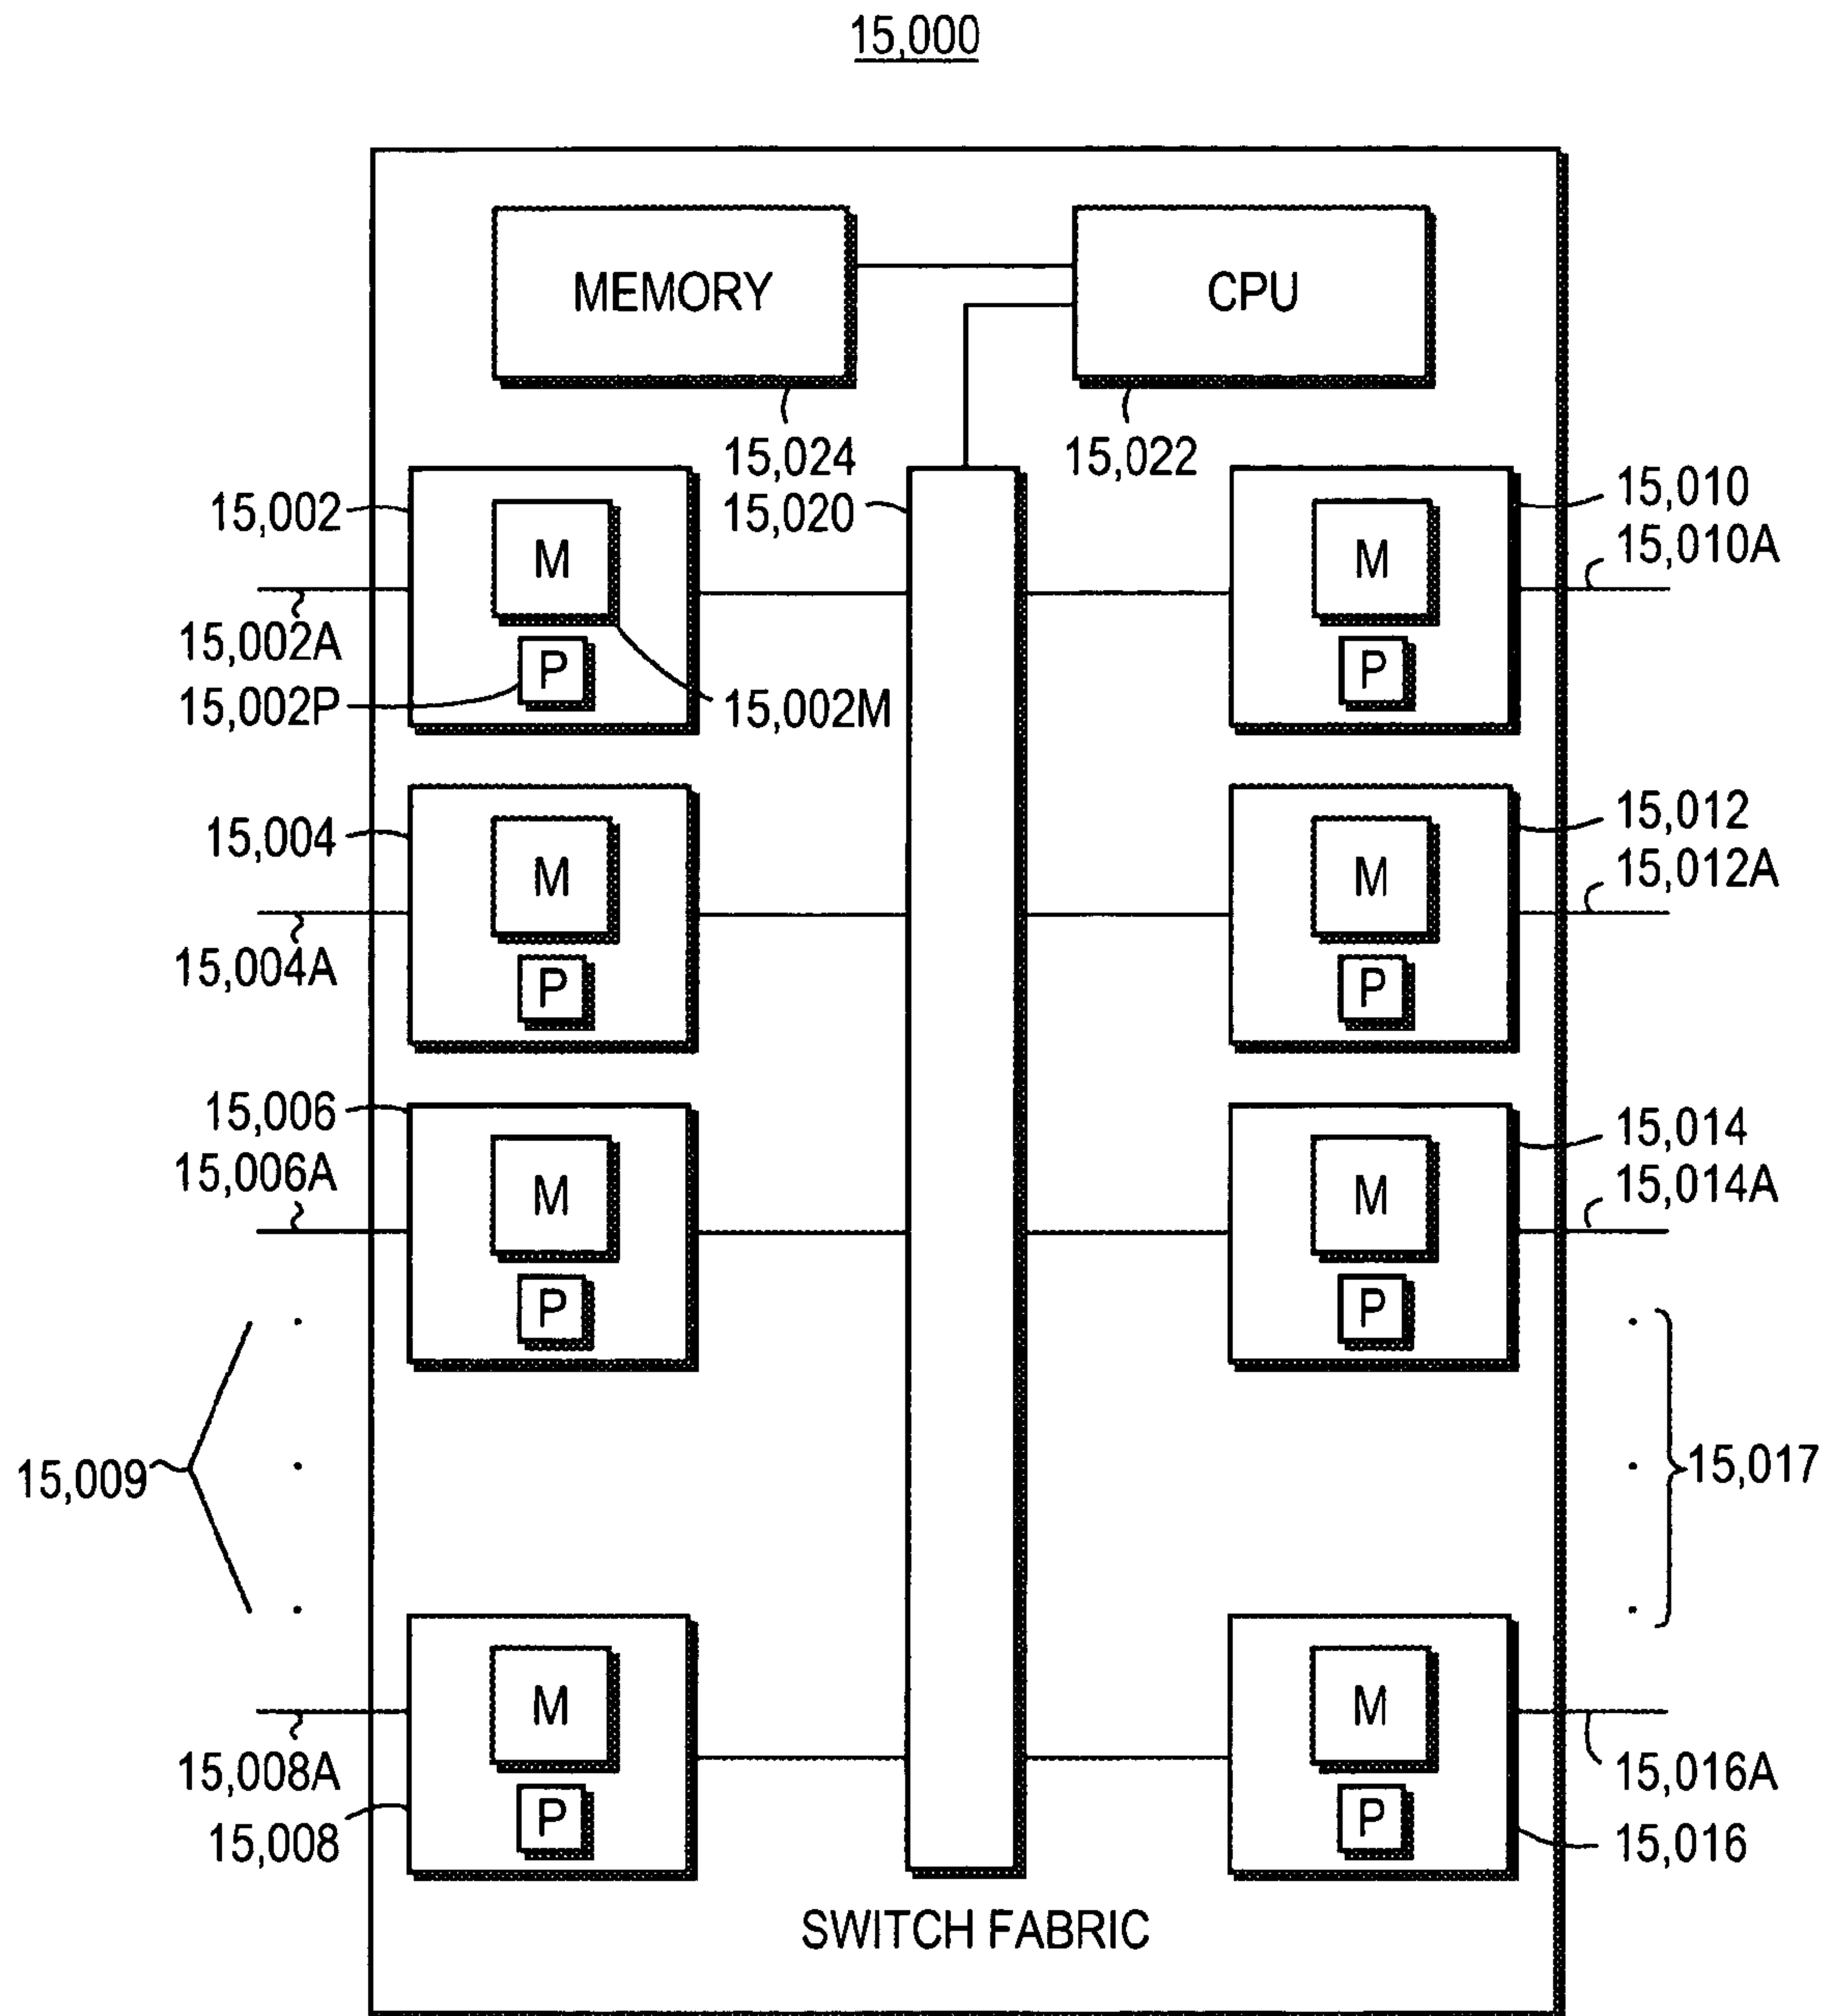 15,000
MEMORY
CPU
15,024
15,022
15,002
15,020
15,010
M
M
15,010A
15,002A
P
P
15,002P
15,002M
15,004
M
M
15,012
15,012A
15,004A
P
P
15,006
15,014
15,006A
M
M
15,014A
P
P
15,009
15,017
M
M
15,008A
15,016A
P
P
15,008
15,016
SWITCH FABRIC